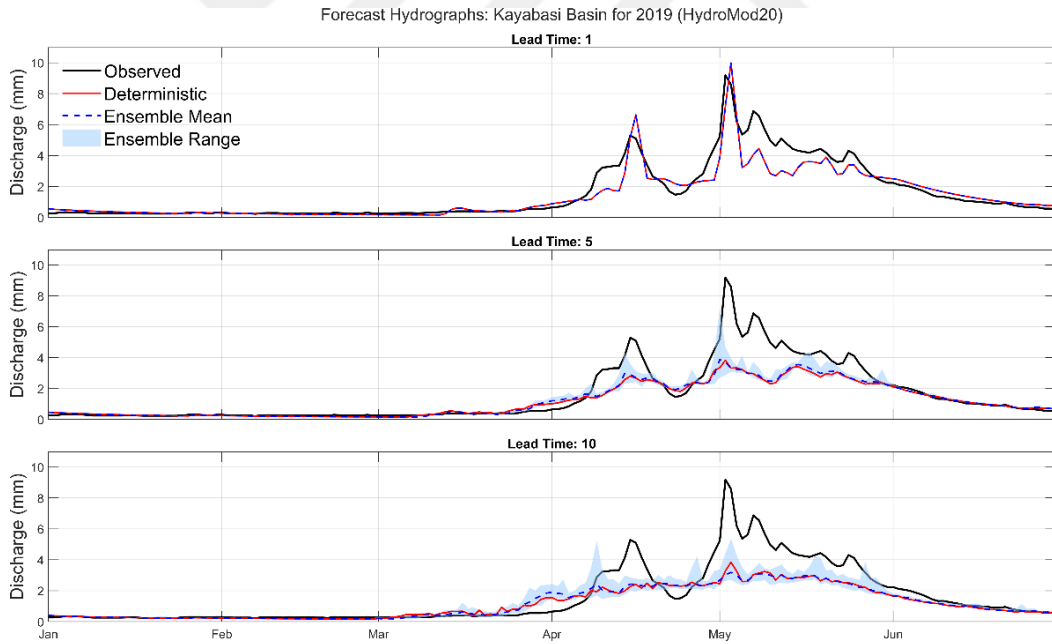 Forecast Hydrographs: Kayabasi Basin for 2019 (HydroMod20)
Lead Time: 1
Discharge (mm)
10
8
6
4
2
0
Observed
Deterministic
Ensemble Mean
Ensemble Range
Lead Time: 5
Discharge (mm)
10
8
6
4
2
0
Lead Time: 10
Discharge (mm)
10
8
6
4
2
0
Jan Feb Mar Apr May Jun